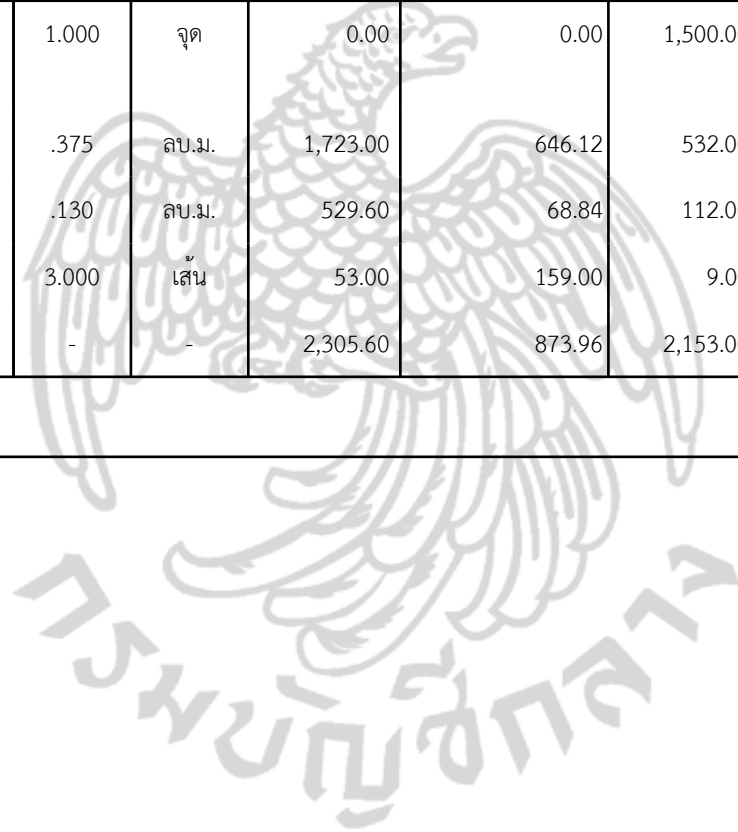 1.000 จุด 0.00 0.00 1,500.0
.375 ลบ.ม. 1,723.00 646.12 532.0
.130 ลบ.ม. 529.60 68.84 112.0
3.000 เส้น 53.00 159.00 9.0
- - 2,305.60 873.96 2,153.0
กรมบัญชีกลาง